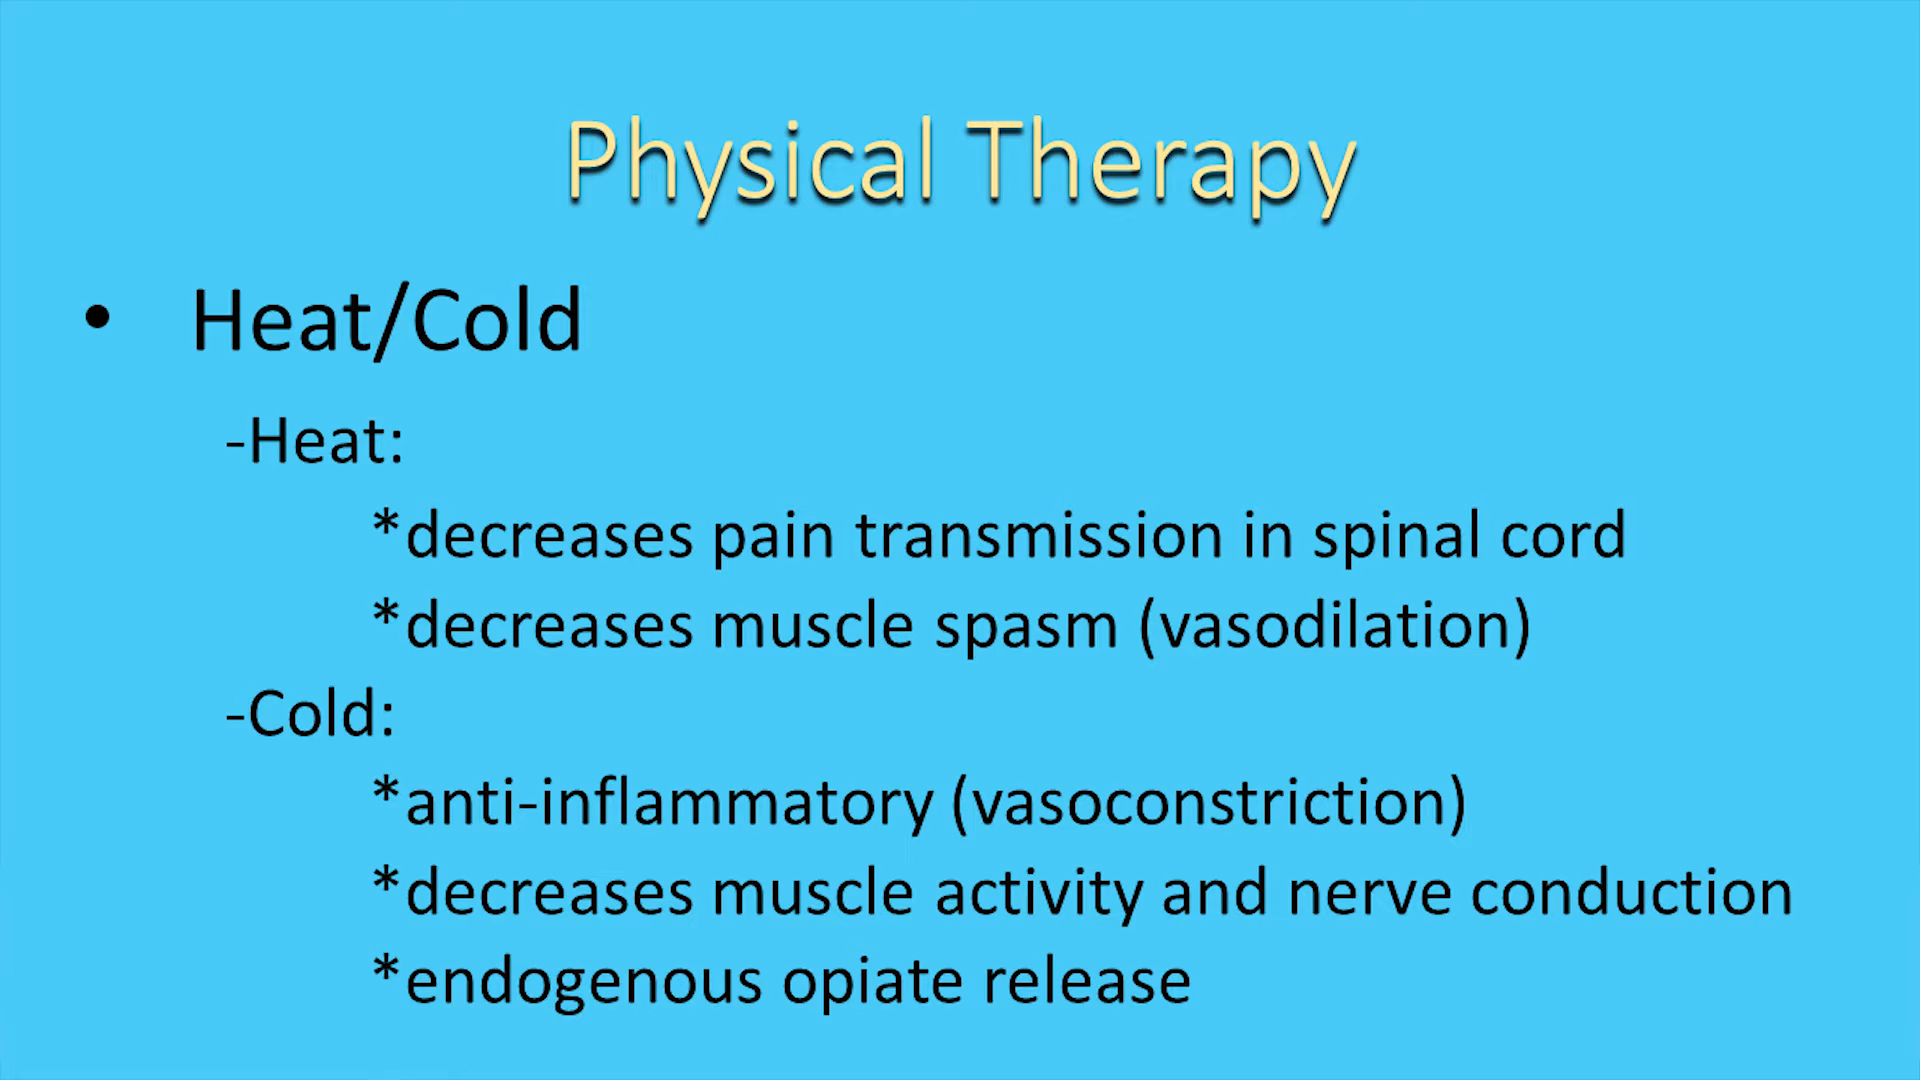 Physical Therapy
• Heat/Cold
-Heat:
*decreases pain transmission in spinal cord
*decreases muscle spasm (vasodilation)
-Cold:
*anti-inflammatory (vasoconstriction)
*decreases muscle activity and nerve conduction
*endogenous opiate release